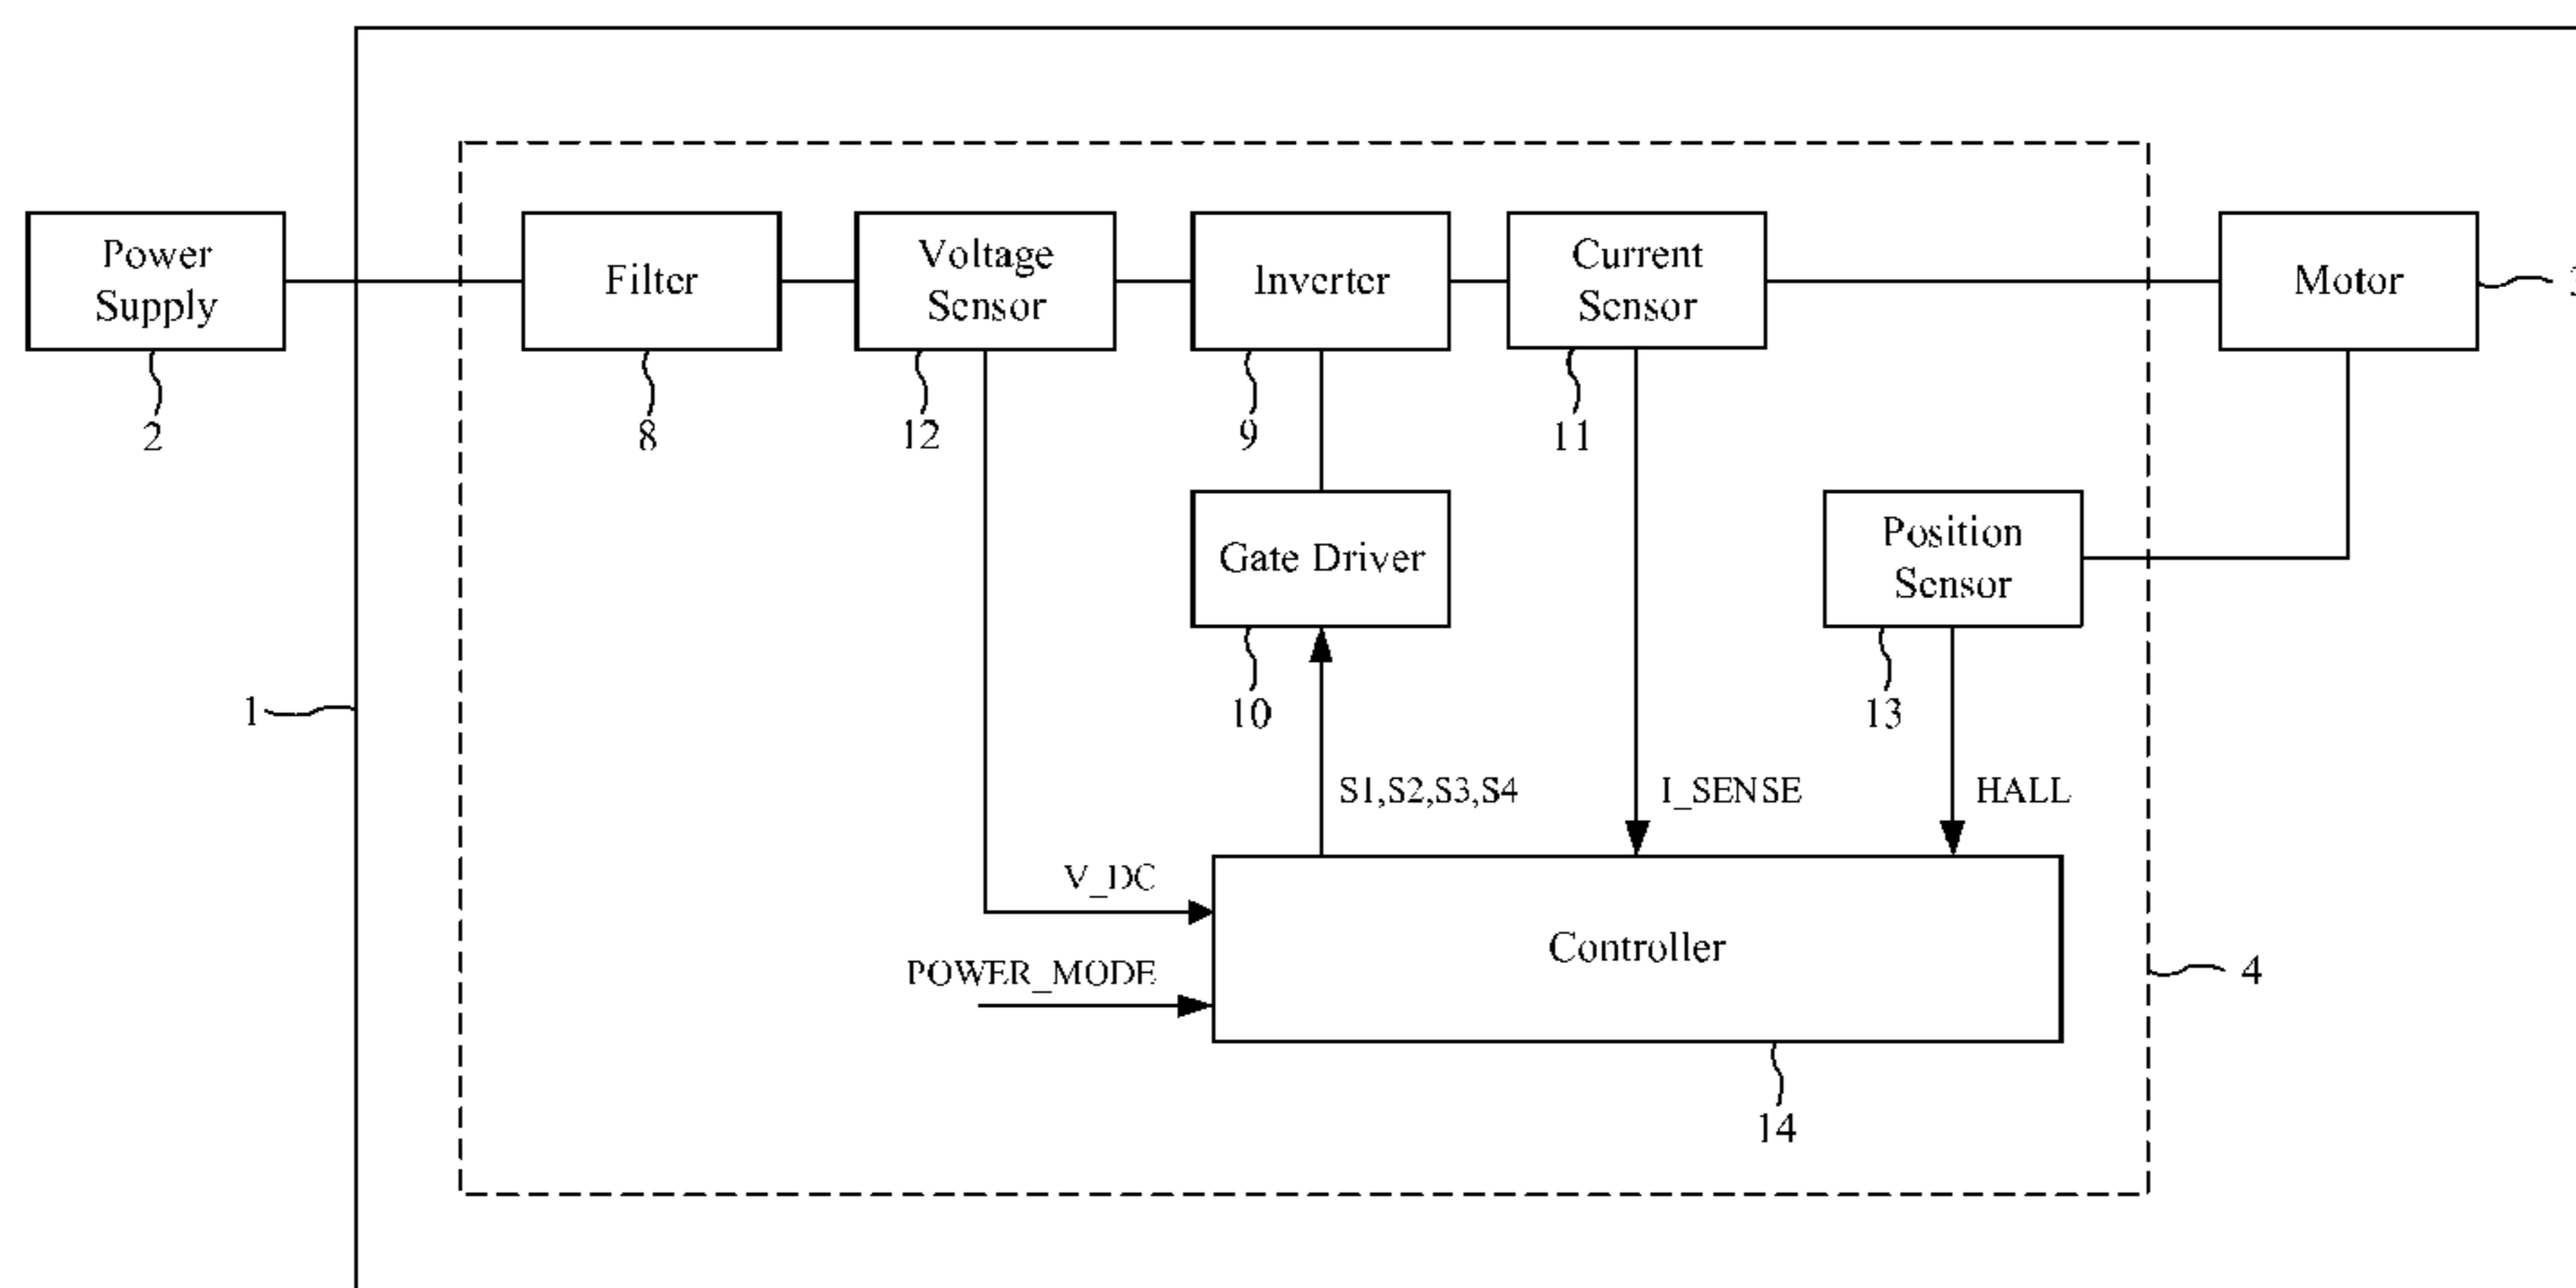 Power
Supply
Filter
Voltage
Sensor
Inverter
Current
Sensor
Motor
2
8
12
9
11
Gate Driver
Position
Sensor
10
13
1
S1,S2,S3,S4
I_SENSE
HALL
V_DC
POWER_MODE
Controller
4
14